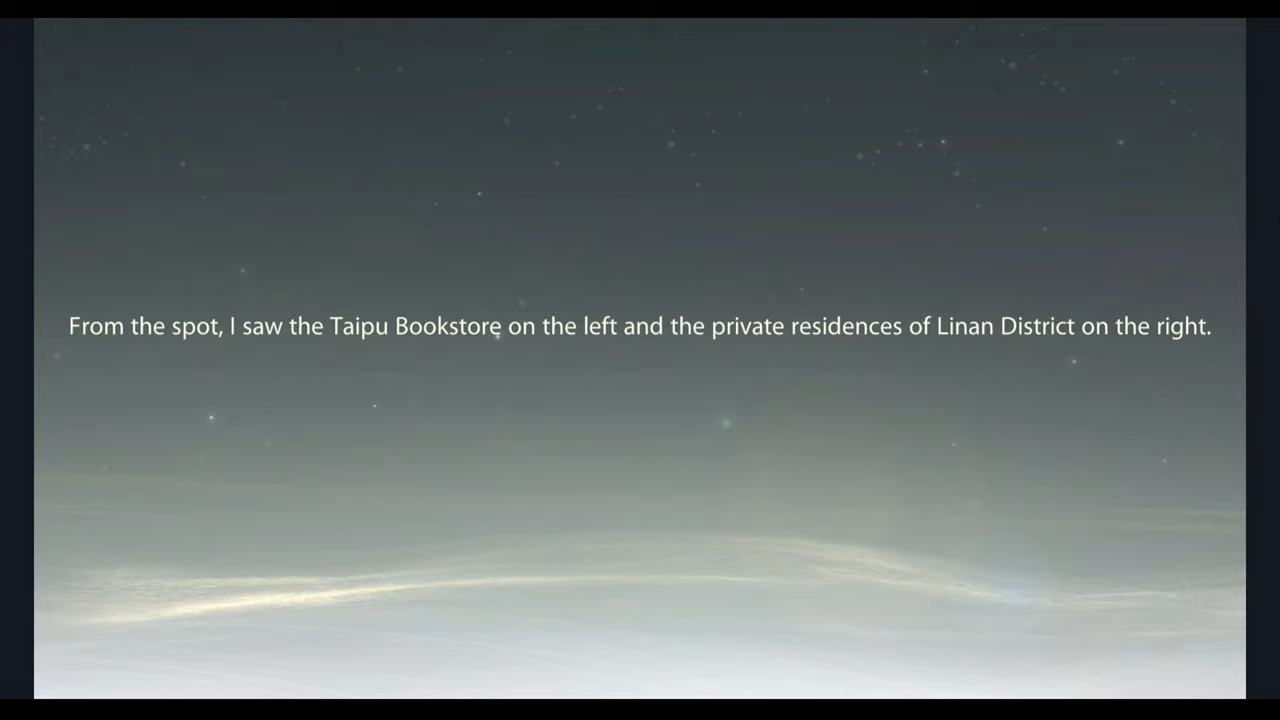 From the spot, I saw the Taipu Bookstore on the left and the private residences of Linan District on the right.